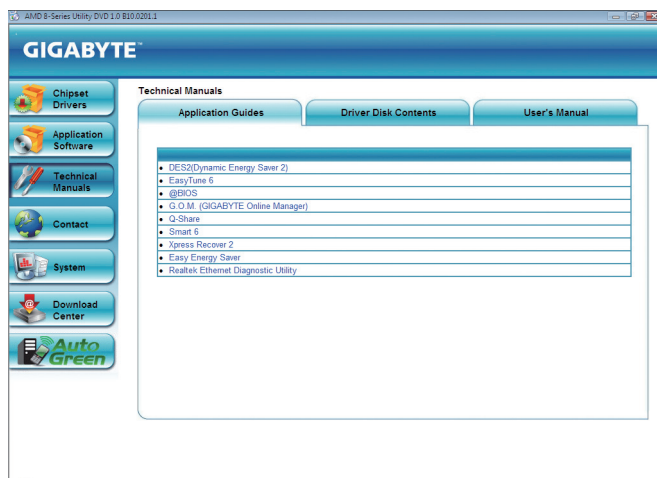 AMD 8-Series Utility DVD 1.0 B10.0201.1
GIGABYTE™
Chipset
Drivers
Application
Software
Technical
Manuals
Contact
System
Download
Center
Auto
Green
Technical Manuals
Application Guides
Driver Disk Contents
User's Manual
• DES2(Dynamic Energy Saver 2)
• EasyTune 6
• @BIOS
• G.O.M. (GIGABYTE Online Manager)
• Q-Share
• Smart 6
• Xpress Recover 2
• Easy Energy Saver
• Realtek Ethernet Diagnostic Utility